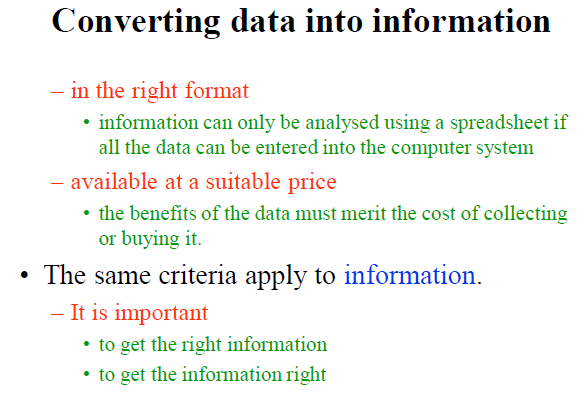 Converting data into information
– in the right format
• information can only be analysed using a spreadsheet if
all the data can be entered into the computer system
– available at a suitable price
• the benefits of the data must merit the cost of collecting
or buying it.
• The same criteria apply to information.
– It is important
• to get the right information
• to get the information right